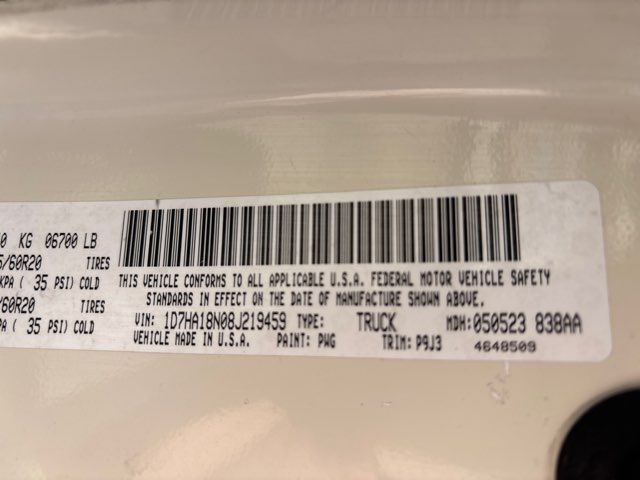 0 KG 06700 LB
/60R20 TIRES
KPA ( 35 PSI) COLD
/60R20 TIRES
PA ( 35 PSI) COLD
THIS VEHICLE CONFORMS TO ALL APPLICABLE U.S.A. FEDERAL MOTOR VEHICLE SAFETY
STANDARDS IN EFFECT ON THE DATE OF MANUFACTURE SHOWN ABOVE.
VIN: 1D7HA18N08J219459 TYPE: TRUCK MDH: 050523 838AA
VEHICLE MADE IN U.S.A. PAINT: PWG TRIM: P9J3
4648509